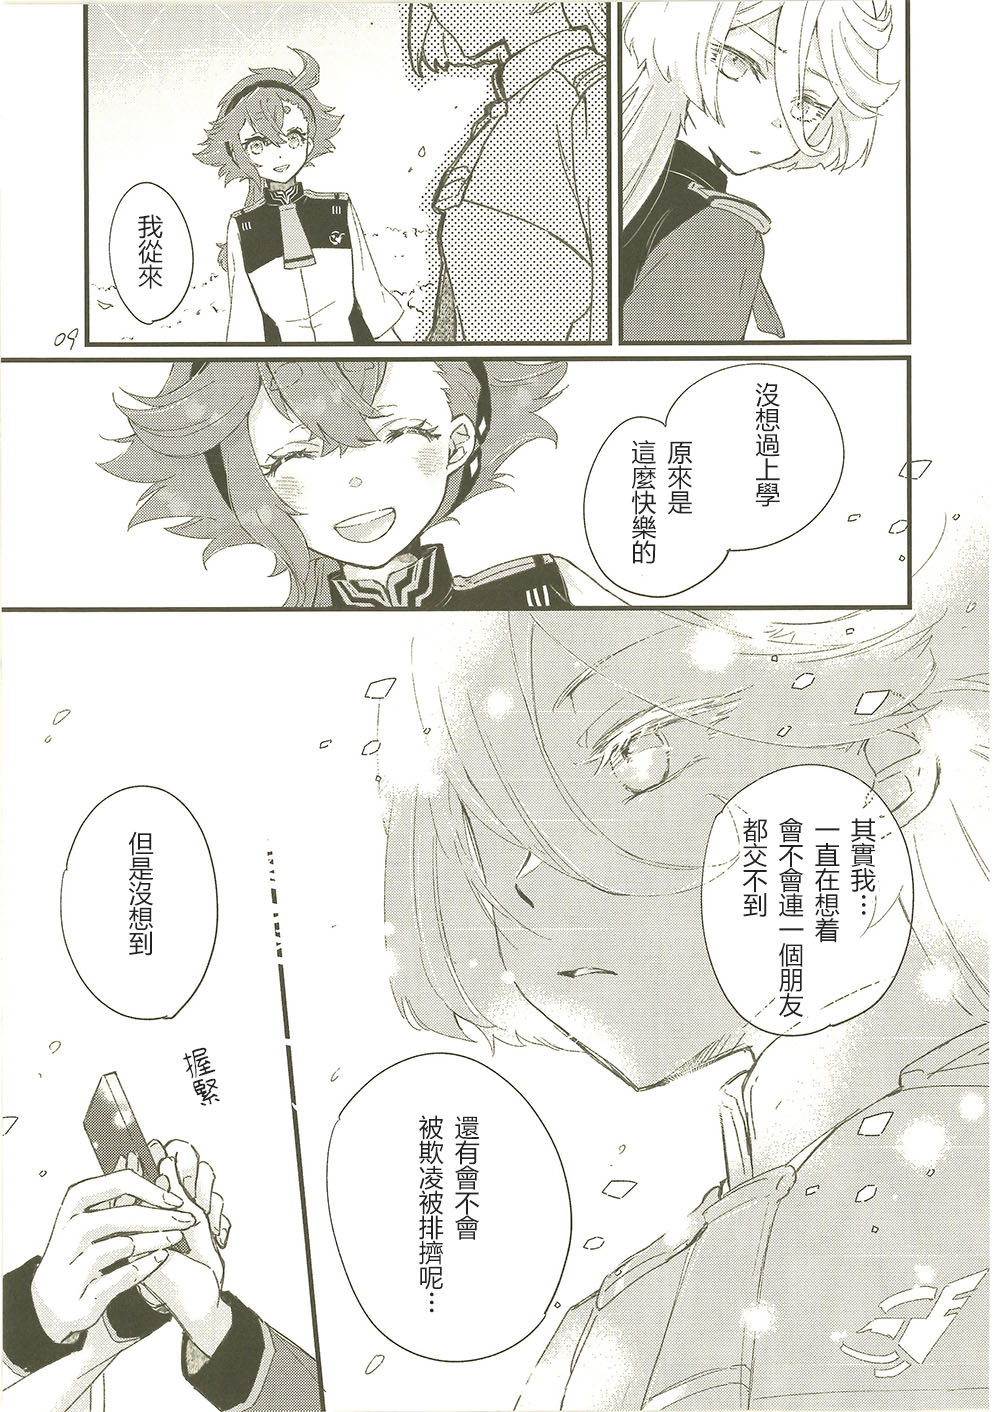 我從來
09
沒想過上學
原來是
這麼快樂的
其實我…
一直在想着
會不會連一個朋友
都交不到
還有會不會
被欺凌被排擠呢…
但是沒想到
握緊